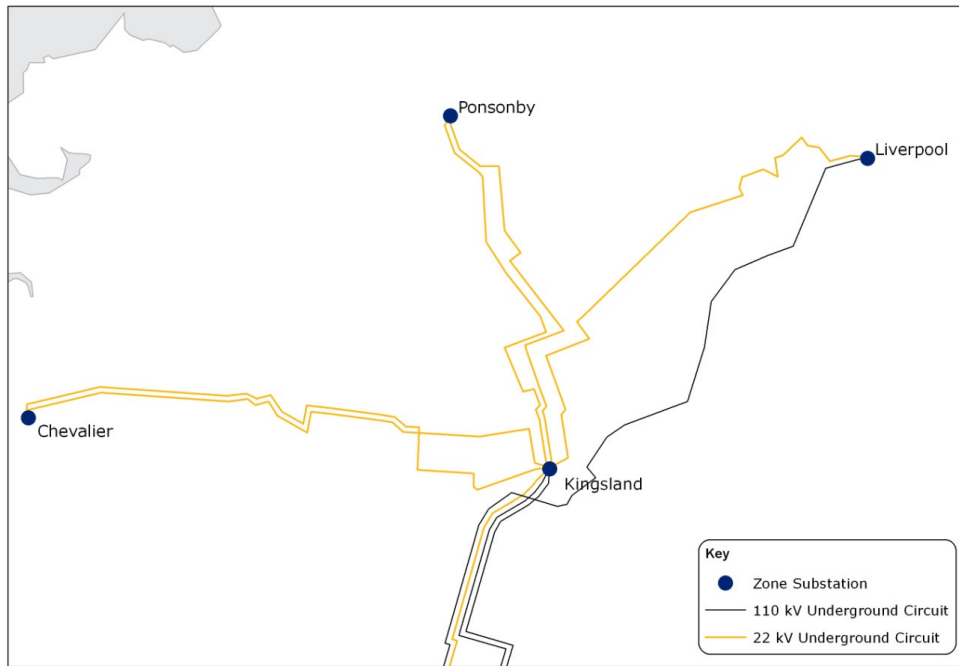 Ponsonby
Liverpool
Chevalier
Kingsland
Key
Zone Substation
110 kV Underground Circuit
22 kV Underground Circuit